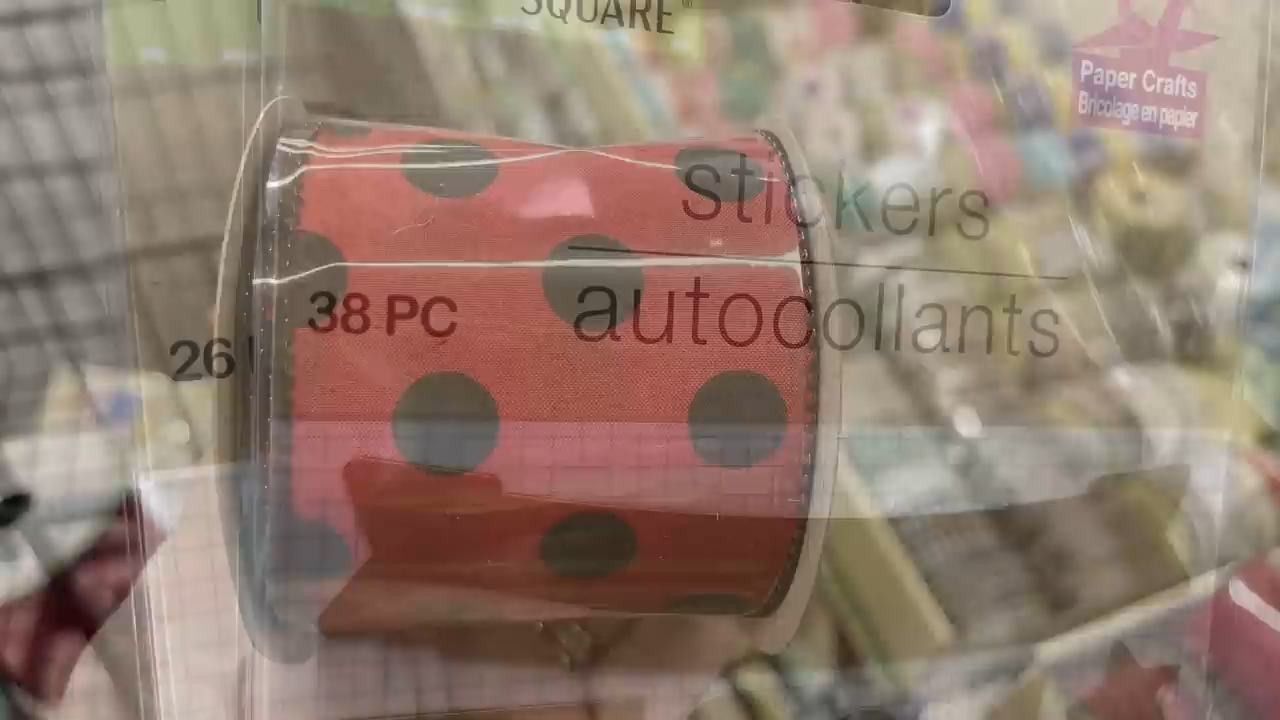 SQUARE
Paper Crafts
Bricolage en papier
stickers
autocollants
38 PC
26